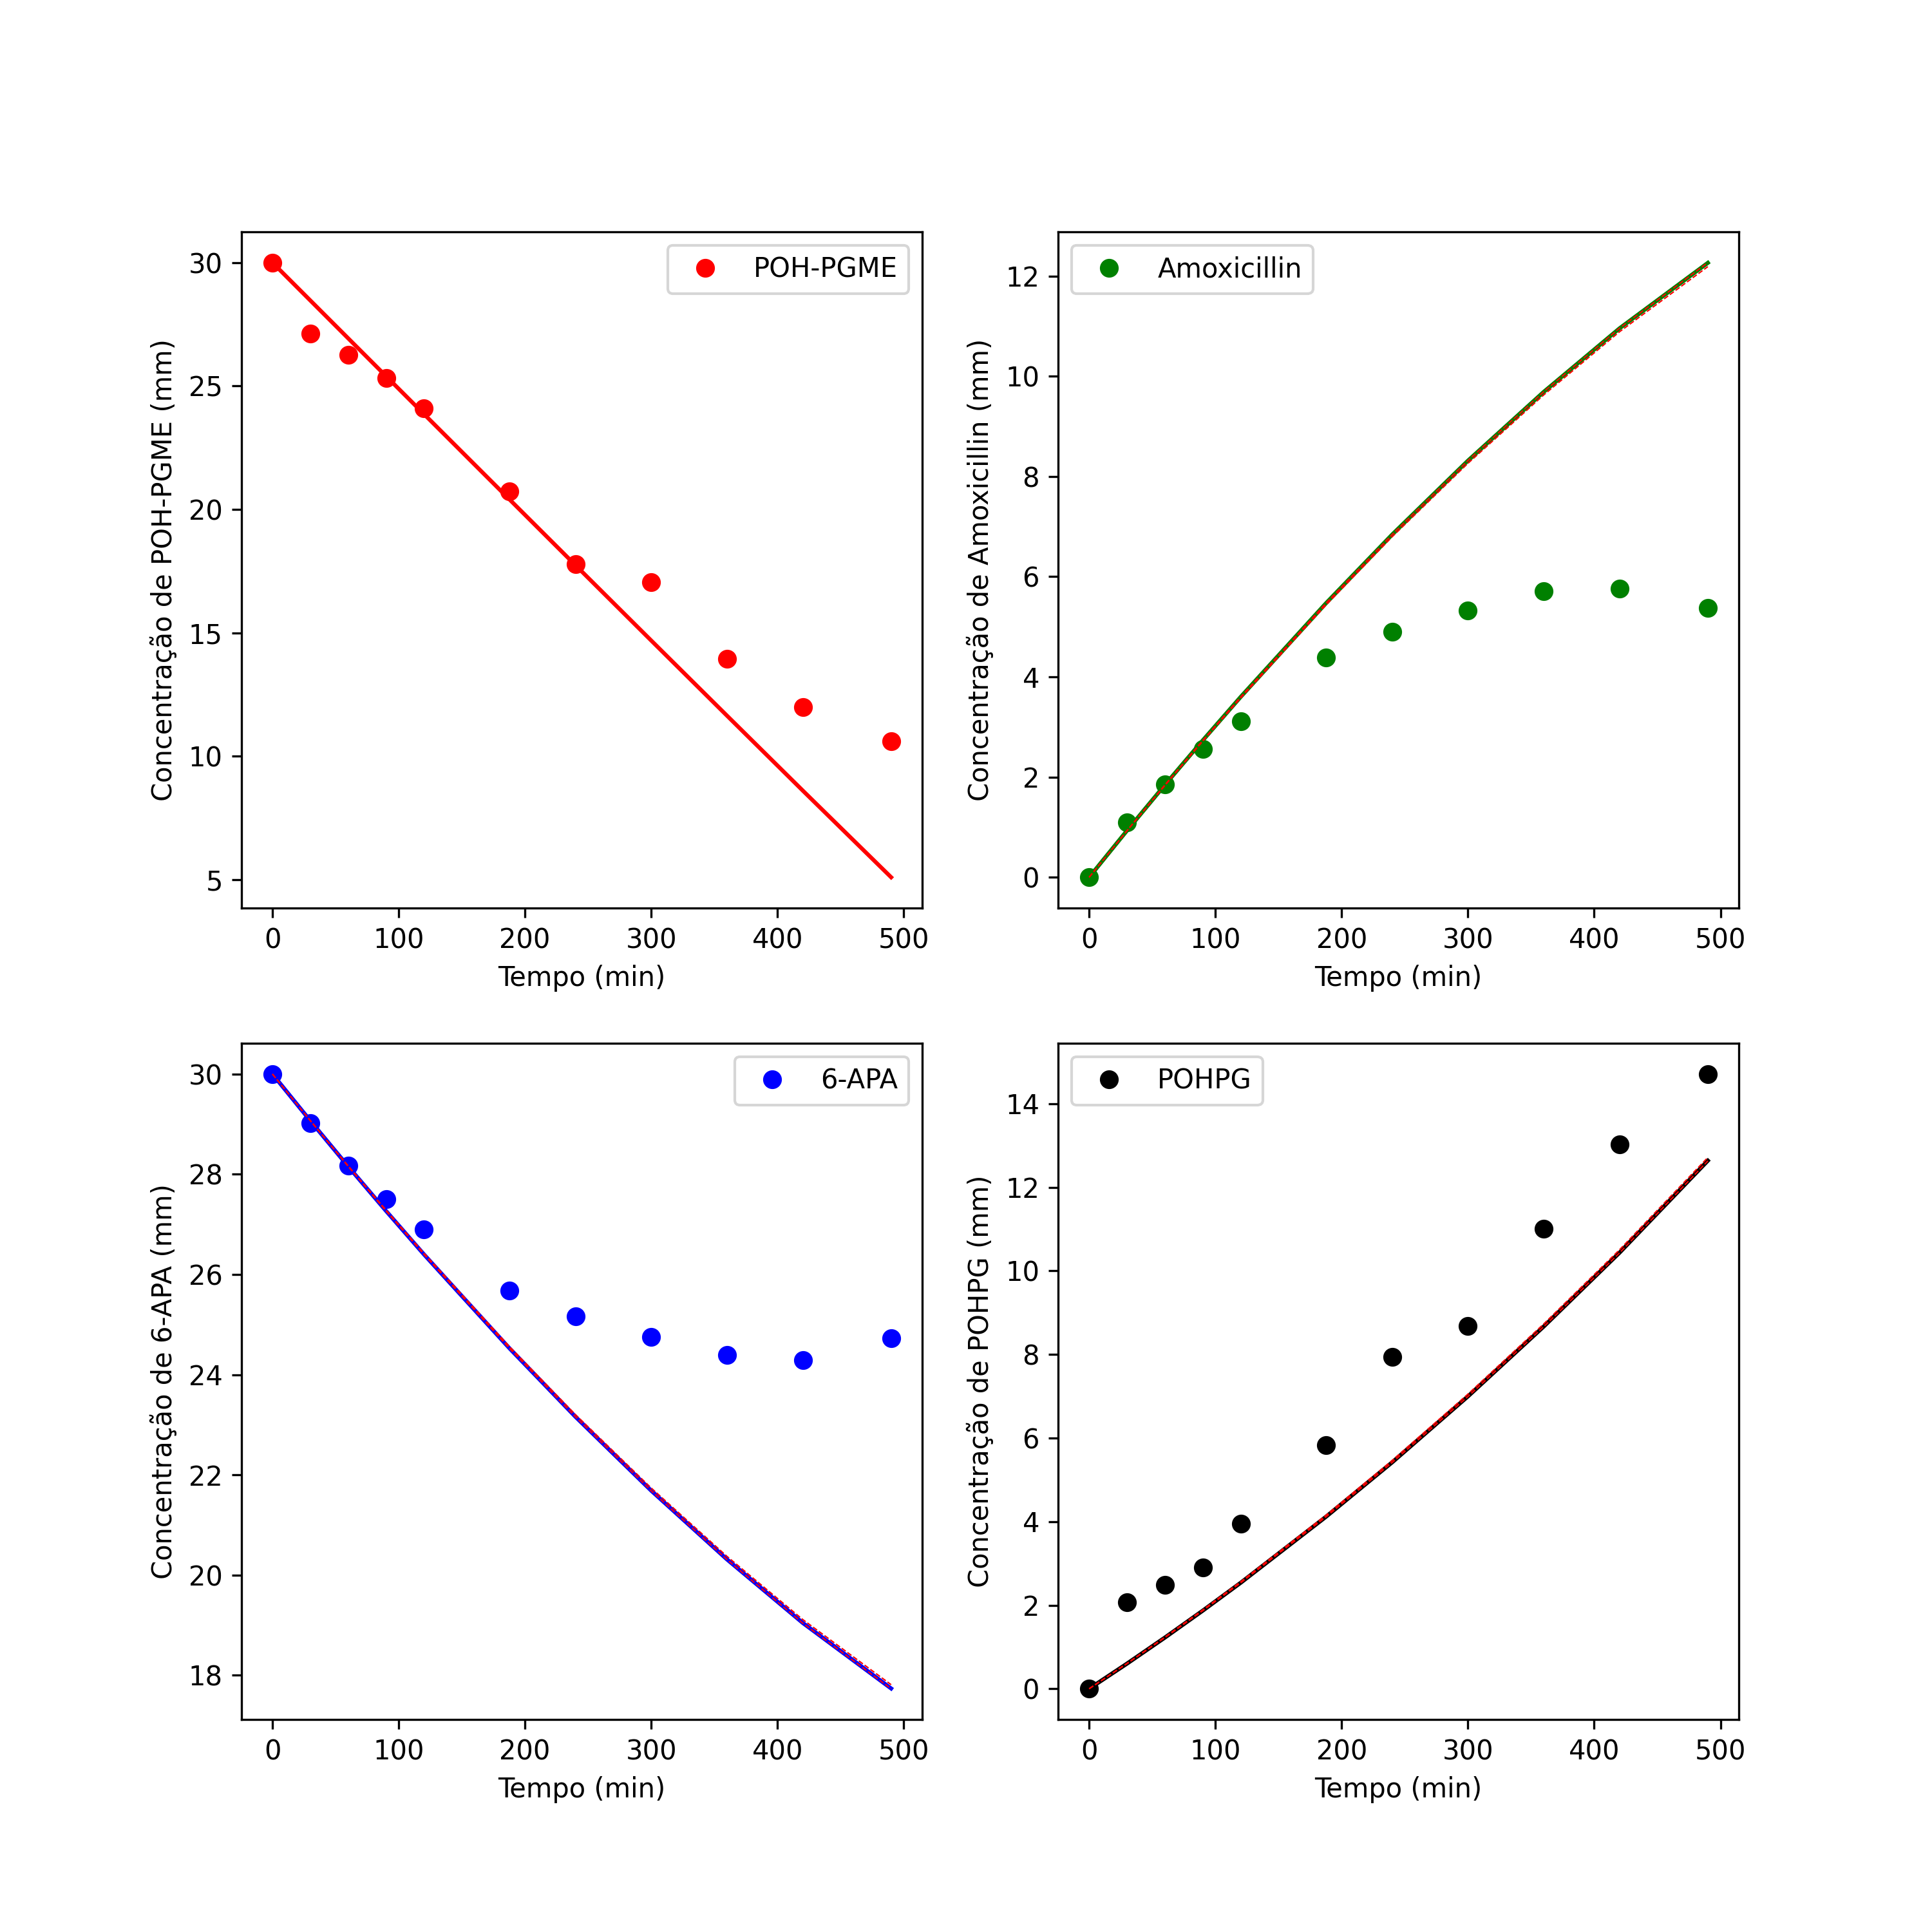 POH-PGME
Concentração de POH-PGME (mm)
30
25
20
15
10
5
0 100 200 300 400 500
Tempo (min)
Amoxicillin
Concentração de Amoxicillin (mm)
12
10
8
6
4
2
0
0 100 200 300 400 500
Tempo (min)
6-APA
Concentração de 6-APA (mm)
30
28
26
24
22
20
18
0 100 200 300 400 500
Tempo (min)
POHPG
Concentração de POHPG (mm)
14
12
10
8
6
4
2
0
0 100 200 300 400 500
Tempo (min)